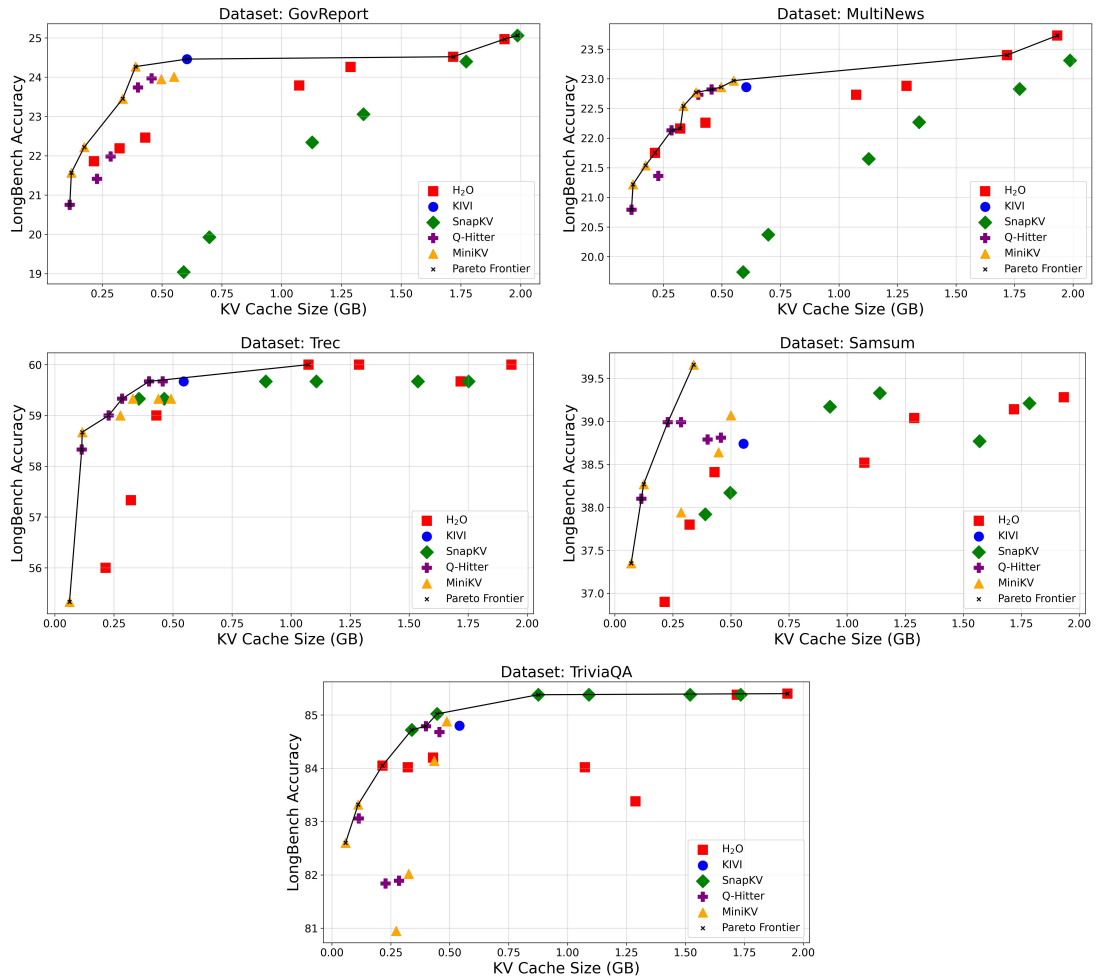 Dataset: GovReport
LongBench Accuracy
25
24
23
22
21
20
19
0.25
0.50
0.75
1.00
1.25
1.50
1.75
2.00
KV Cache Size (GB)
H₂O
KIVI
SnapKV
Q-Hitter
MiniKV
Pareto Frontier
Dataset: MultiNews
LongBench Accuracy
23.5
23.0
22.5
22.0
21.5
21.0
20.5
20.0
0.25
0.50
0.75
1.00
1.25
1.50
1.75
2.00
KV Cache Size (GB)
H₂O
KIVI
SnapKV
Q-Hitter
MiniKV
Pareto Frontier
Dataset: Trec
LongBench Accuracy
60
59
58
57
56
0.00
0.25
0.50
0.75
1.00
1.25
1.50
1.75
2.00
KV Cache Size (GB)
H₂O
KIVI
SnapKV
Q-Hitter
MiniKV
Pareto Frontier
Dataset: Samsum
LongBench Accuracy
39.5
39.0
38.5
38.0
37.5
37.0
0.00
0.25
0.50
0.75
1.00
1.25
1.50
1.75
2.00
KV Cache Size (GB)
H₂O
KIVI
SnapKV
Q-Hitter
MiniKV
Pareto Frontier
Dataset: TriviaQA
LongBench Accuracy
85
84
83
82
81
0.00
0.25
0.50
0.75
1.00
1.25
1.50
1.75
2.00
KV Cache Size (GB)
H₂O
KIVI
SnapKV
Q-Hitter
MiniKV
Pareto Frontier